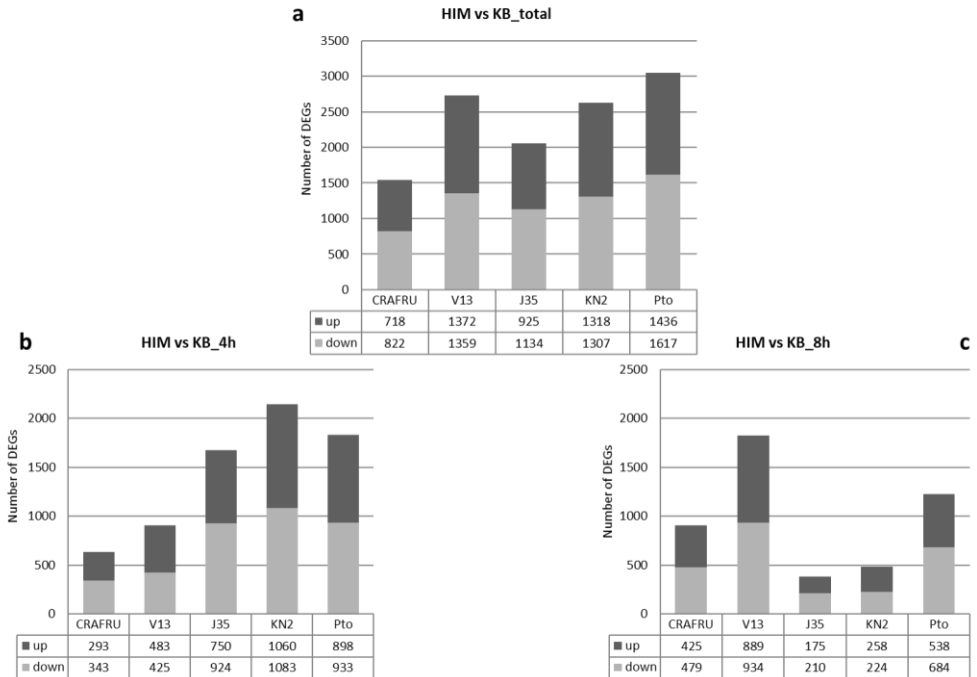 a
HIM vs KB_total
Number of DEGs
3500
3000
2500
2000
1500
1000
500
0
CRAFRU V13 J35 KN2 Pto
up 718 1372 925 1318 1436
down 822 1359 1134 1307 1617
b
HIM vs KB_4h
Number of DEGs
2500
2000
1500
1000
500
0
CRAFRU V13 J35 KN2 Pto
up 293 483 750 1060 898
down 343 425 924 1083 933
HIM vs KB_8h
c
Number of DEGs
2500
2000
1500
1000
500
0
CRAFRU V13 J35 KN2 Pto
up 425 889 175 258 538
down 479 934 210 224 684